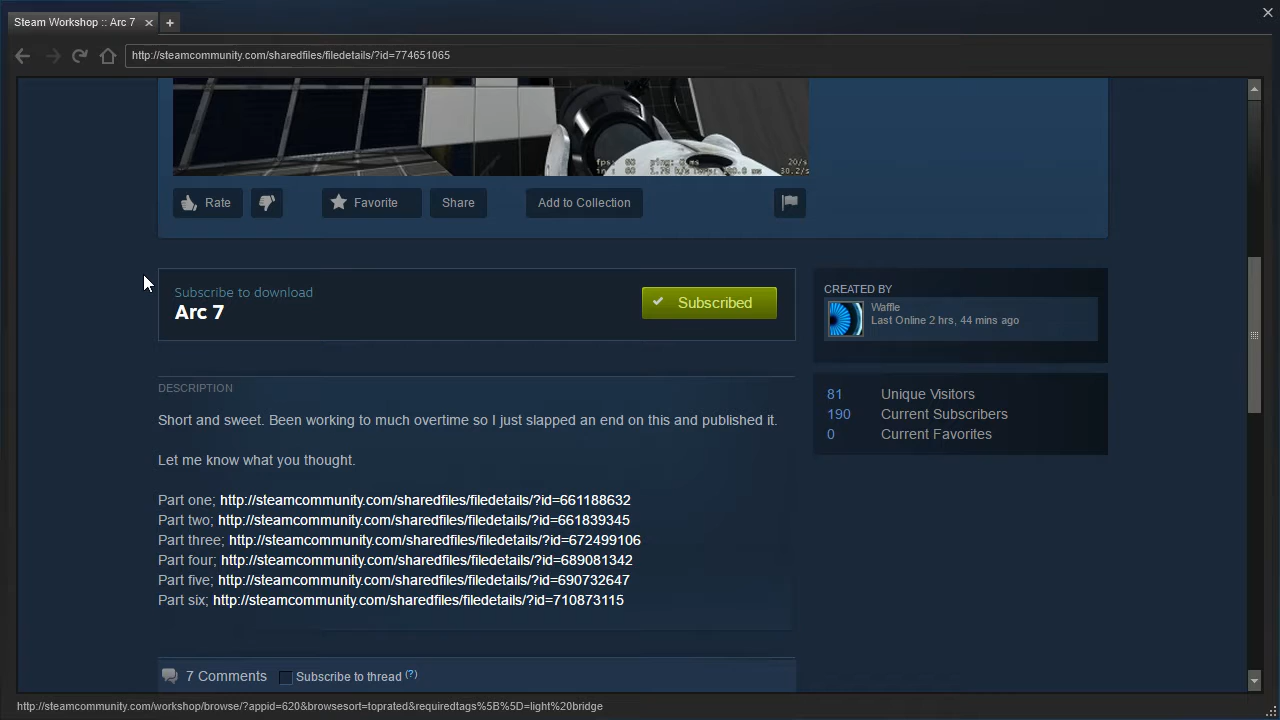 Steam Workshop :: Arc 7
http://steamcommunity.com/sharedfiles/filedetails/?id=774651065
Rate
Favorite
Share
Add to Collection
Subscribe to download
Arc 7
Subscribed
CREATED BY
Waffle
Last Online 2 hrs, 44 mins ago
81 Unique Visitors
190 Current Subscribers
0 Current Favorites
DESCRIPTION
Short and sweet. Been working to much overtime so I just slapped an end on this and published it.
Let me know what you thought.
Part one; http://steamcommunity.com/sharedfiles/filedetails/?id=661188632
Part two; http://steamcommunity.com/sharedfiles/filedetails/?id=661839345
Part three; http://steamcommunity.com/sharedfiles/filedetails/?id=672499106
Part four; http://steamcommunity.com/sharedfiles/filedetails/?id=689081342
Part five; http://steamcommunity.com/sharedfiles/filedetails/?id=690732647
Part six; http://steamcommunity.com/sharedfiles/filedetails/?id=710873115
7 Comments
Subscribe to thread (?)
http://steamcommunity.com/workshop/browse/?appid=620&browsesort=toprated&requiredtags%5B%5D=light%20bridge